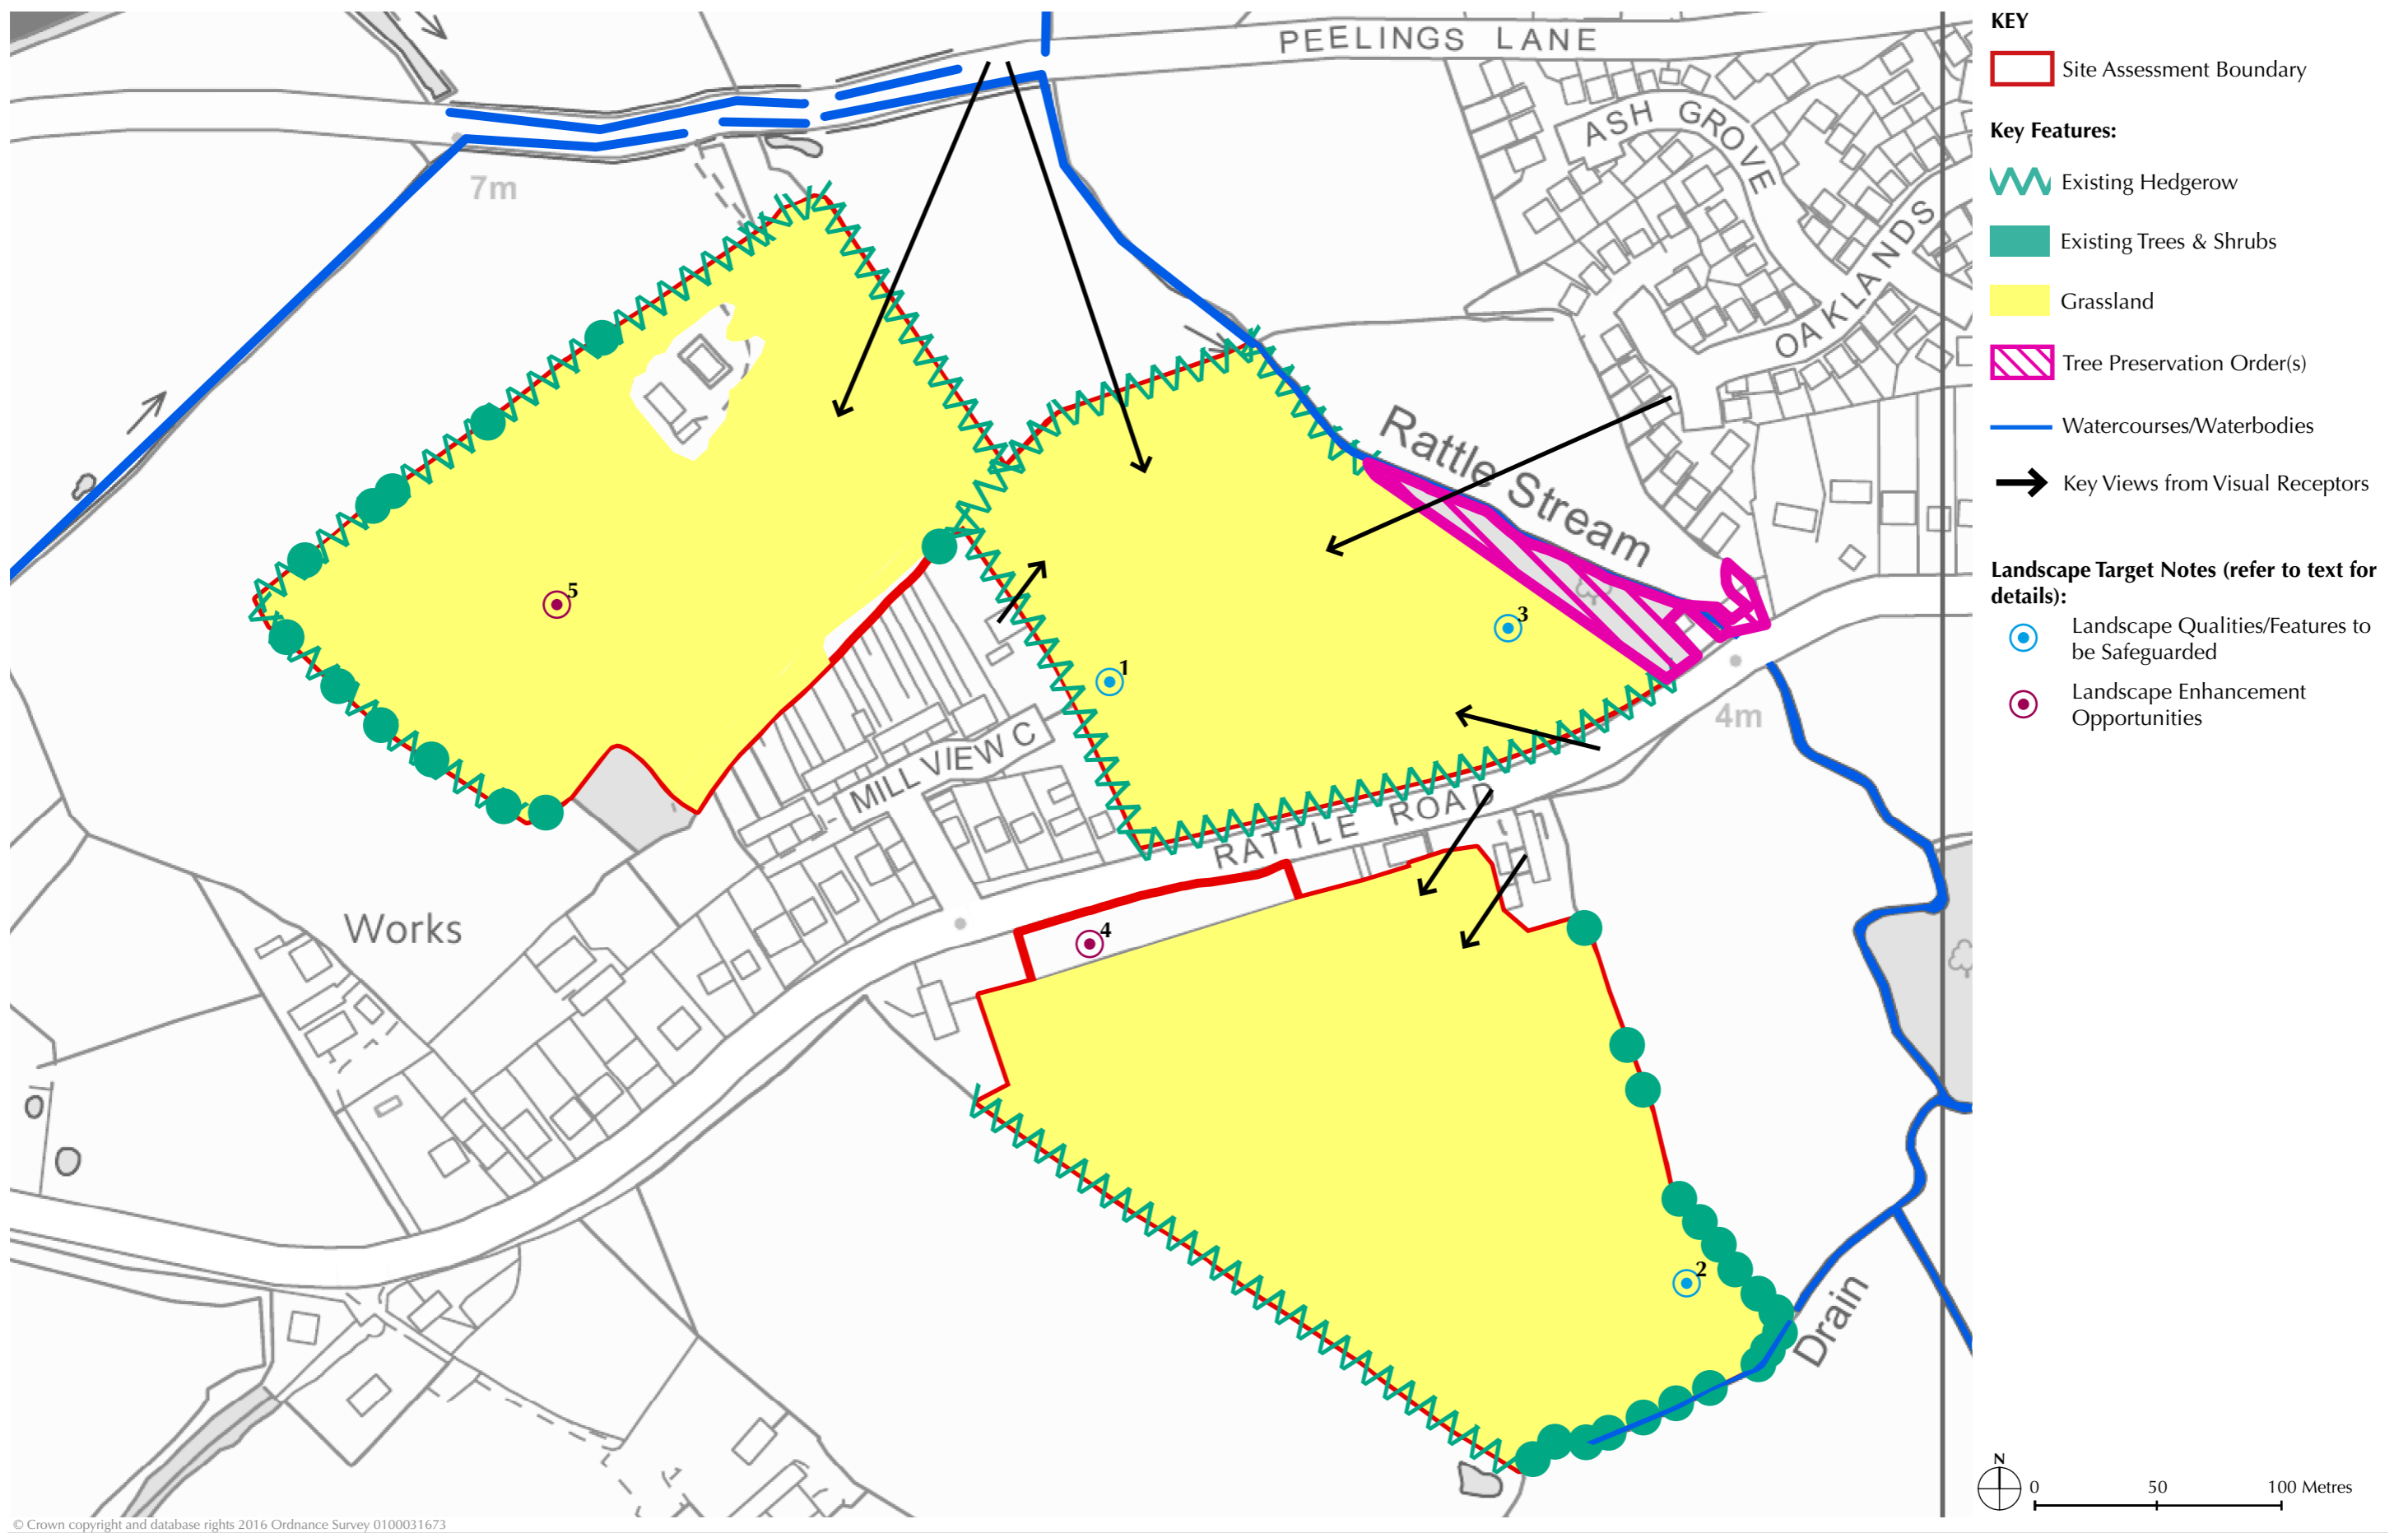 PEELINGS LANE
ASH GROVE
OAKLANDS
7m
Rattle Stream
5
3
1
4m
MILL VIEW C
RATTLE ROAD
Works
4
2
Drain
© Crown copyright and database rights 2016 Ordnance Survey 0100031673
KEY
Site Assessment Boundary
Key Features:
Existing Hedgerow
Existing Trees & Shrubs
Grassland
Tree Preservation Order(s)
Watercourses/Waterbodies
Key Views from Visual Receptors
Landscape Target Notes (refer to text for
details):
Landscape Qualities/Features to
be Safeguarded
Landscape Enhancement
Opportunities
N
0 50 100 Metres